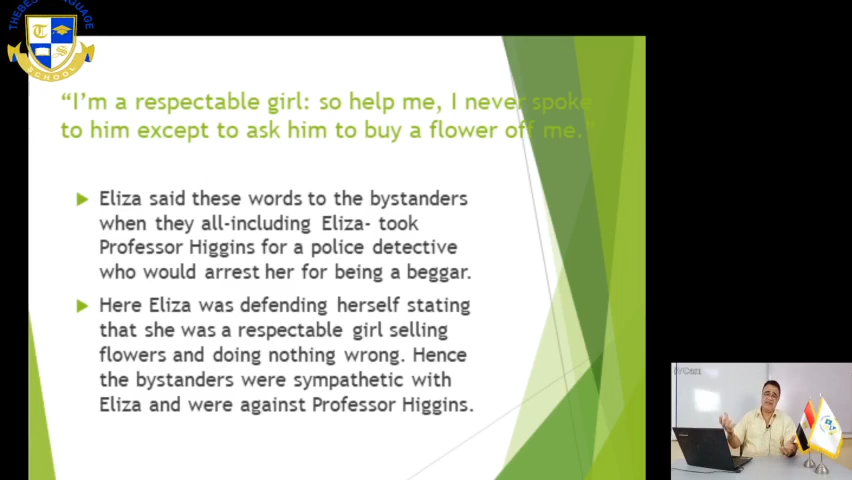 THEBEST LANGUAGE
SCHOOL
"I'm a respectable girl: so help me, I never spoke
to him except to ask him to buy a flower off me."
Eliza said these words to the bystanders
when they all-including Eliza- took
Professor Higgins for a police detective
who would arrest her for being a beggar.
Here Eliza was defending herself stating
that she was a respectable girl selling
flowers and doing nothing wrong. Hence
the bystanders were sympathetic with
Eliza and were against Professor Higgins.